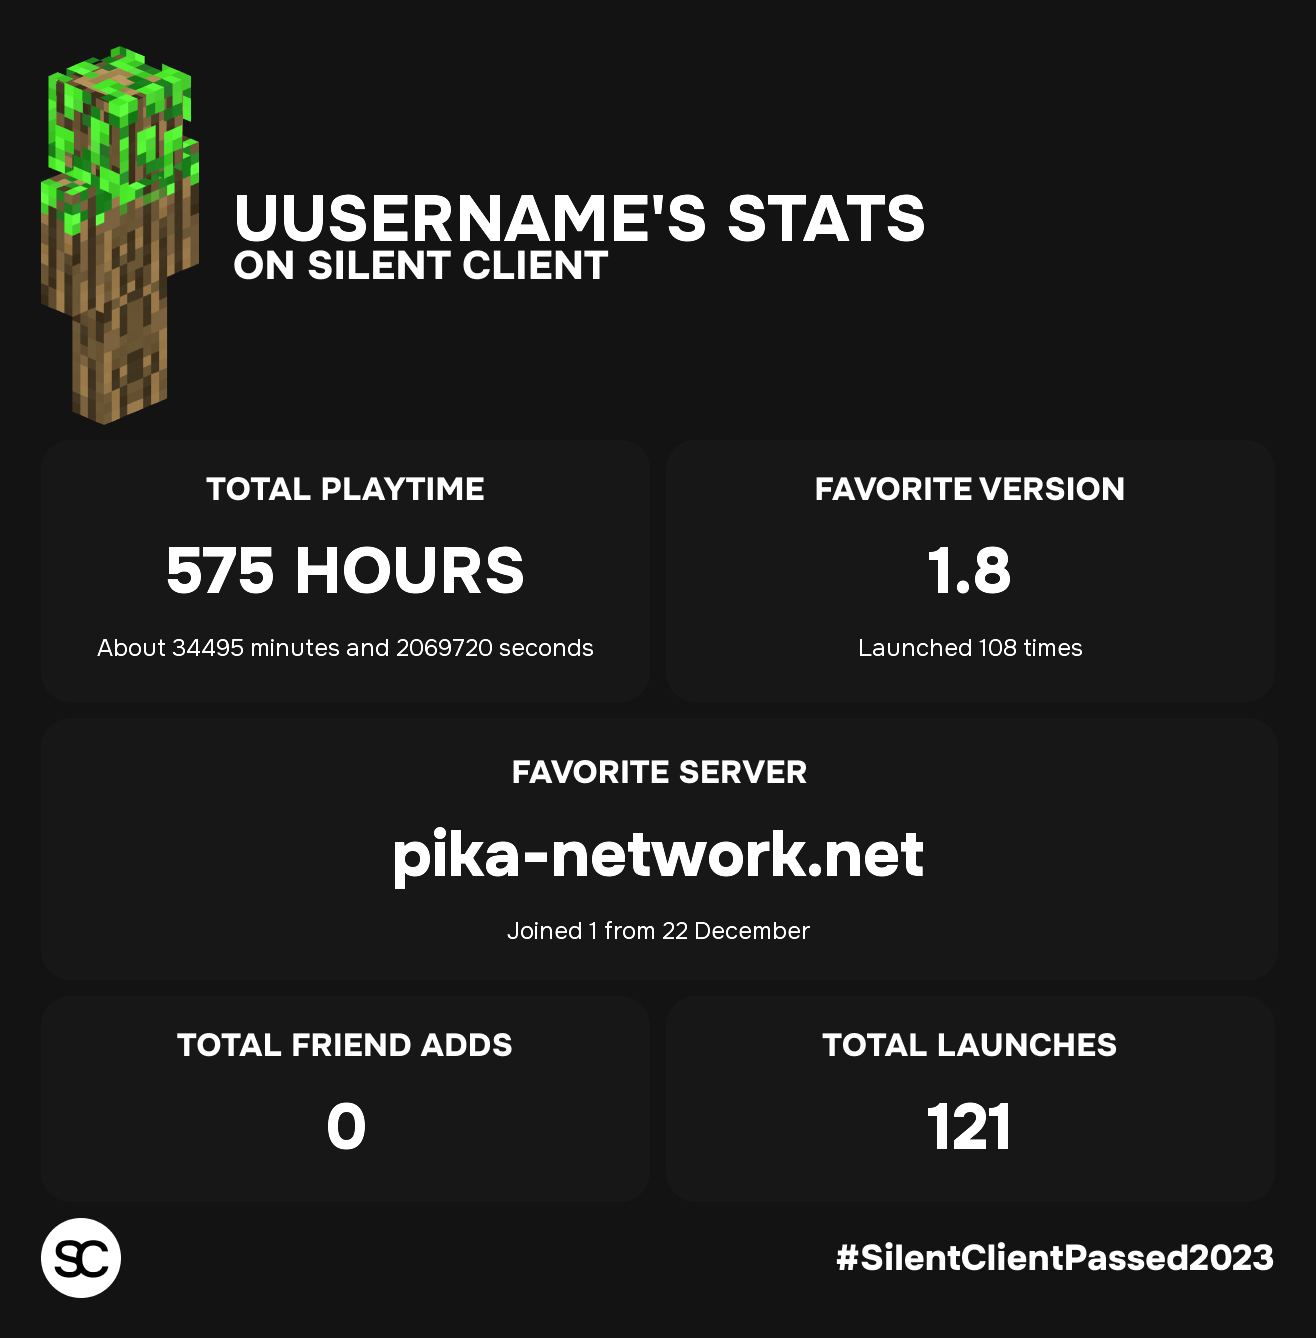 UUSERNAME'S STATS
ON SILENT CLIENT
TOTAL PLAYTIME
575 HOURS
About 34495 minutes and 2069720 seconds
FAVORITE VERSION
1.8
Launched 108 times
FAVORITE SERVER
pika-network.net
Joined 1 from 22 December
TOTAL FRIEND ADDS
0
TOTAL LAUNCHES
121
SC
#SilentClientPassed2023